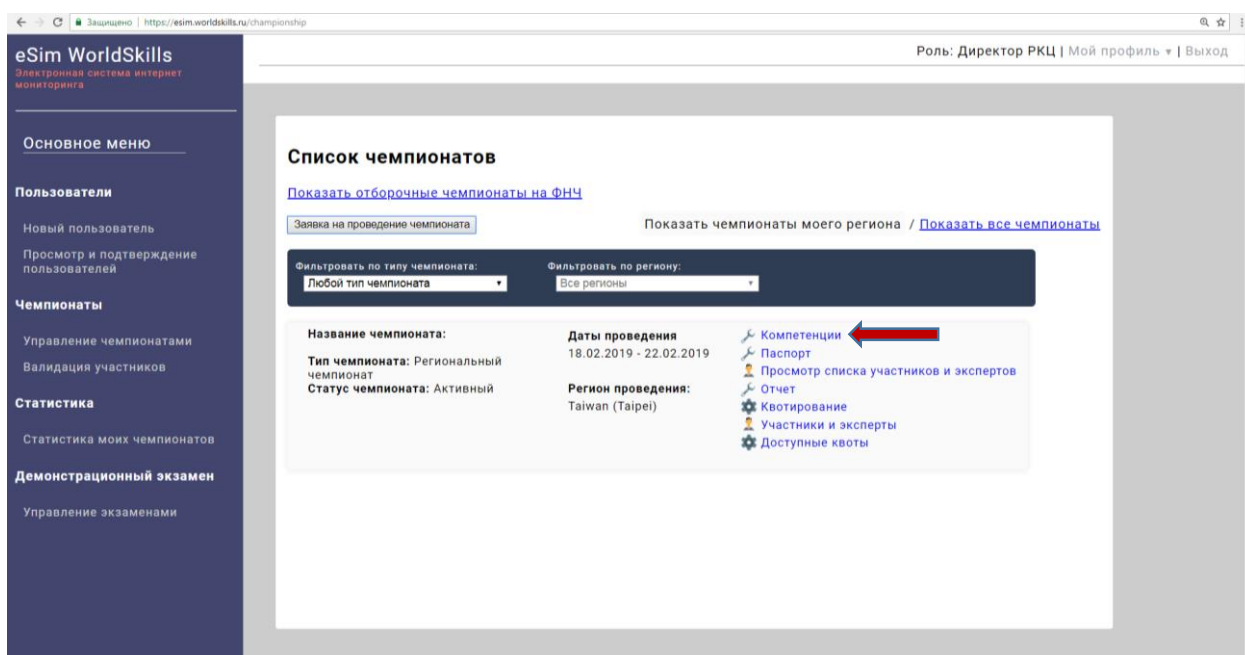 Защищено | https://esim.worldskills.ru/championship
eSim WorldSkills
Электронная система интернет
мониторинга
Роль: Директор РКЦ | Мой профиль ▾ | Выход
Основное меню
Пользователи
Новый пользователь
Просмотр и подтверждение
пользователей
Чемпионаты
Управление чемпионатами
Валидация участников
Статистика
Статистика моих чемпионатов
Демонстрационный экзамен
Управление экзаменами
Список чемпионатов
Показать отборочные чемпионаты на ФНЧ
Заявка на проведение чемпионата
Показать чемпионаты моего региона / Показать все чемпионаты
Фильтровать по типу чемпионата:
Любой тип чемпионата
Фильтровать по региону:
Все регионы
Название чемпионата:
Тип чемпионата: Региональный
чемпионат
Статус чемпионата: Активный
Даты проведения
18.02.2019 - 22.02.2019
Регион проведения:
Taiwan (Taipei)
Компетенции
Паспорт
Просмотр списка участников и экспертов
Отчет
Квотирование
Участники и эксперты
Доступные квоты